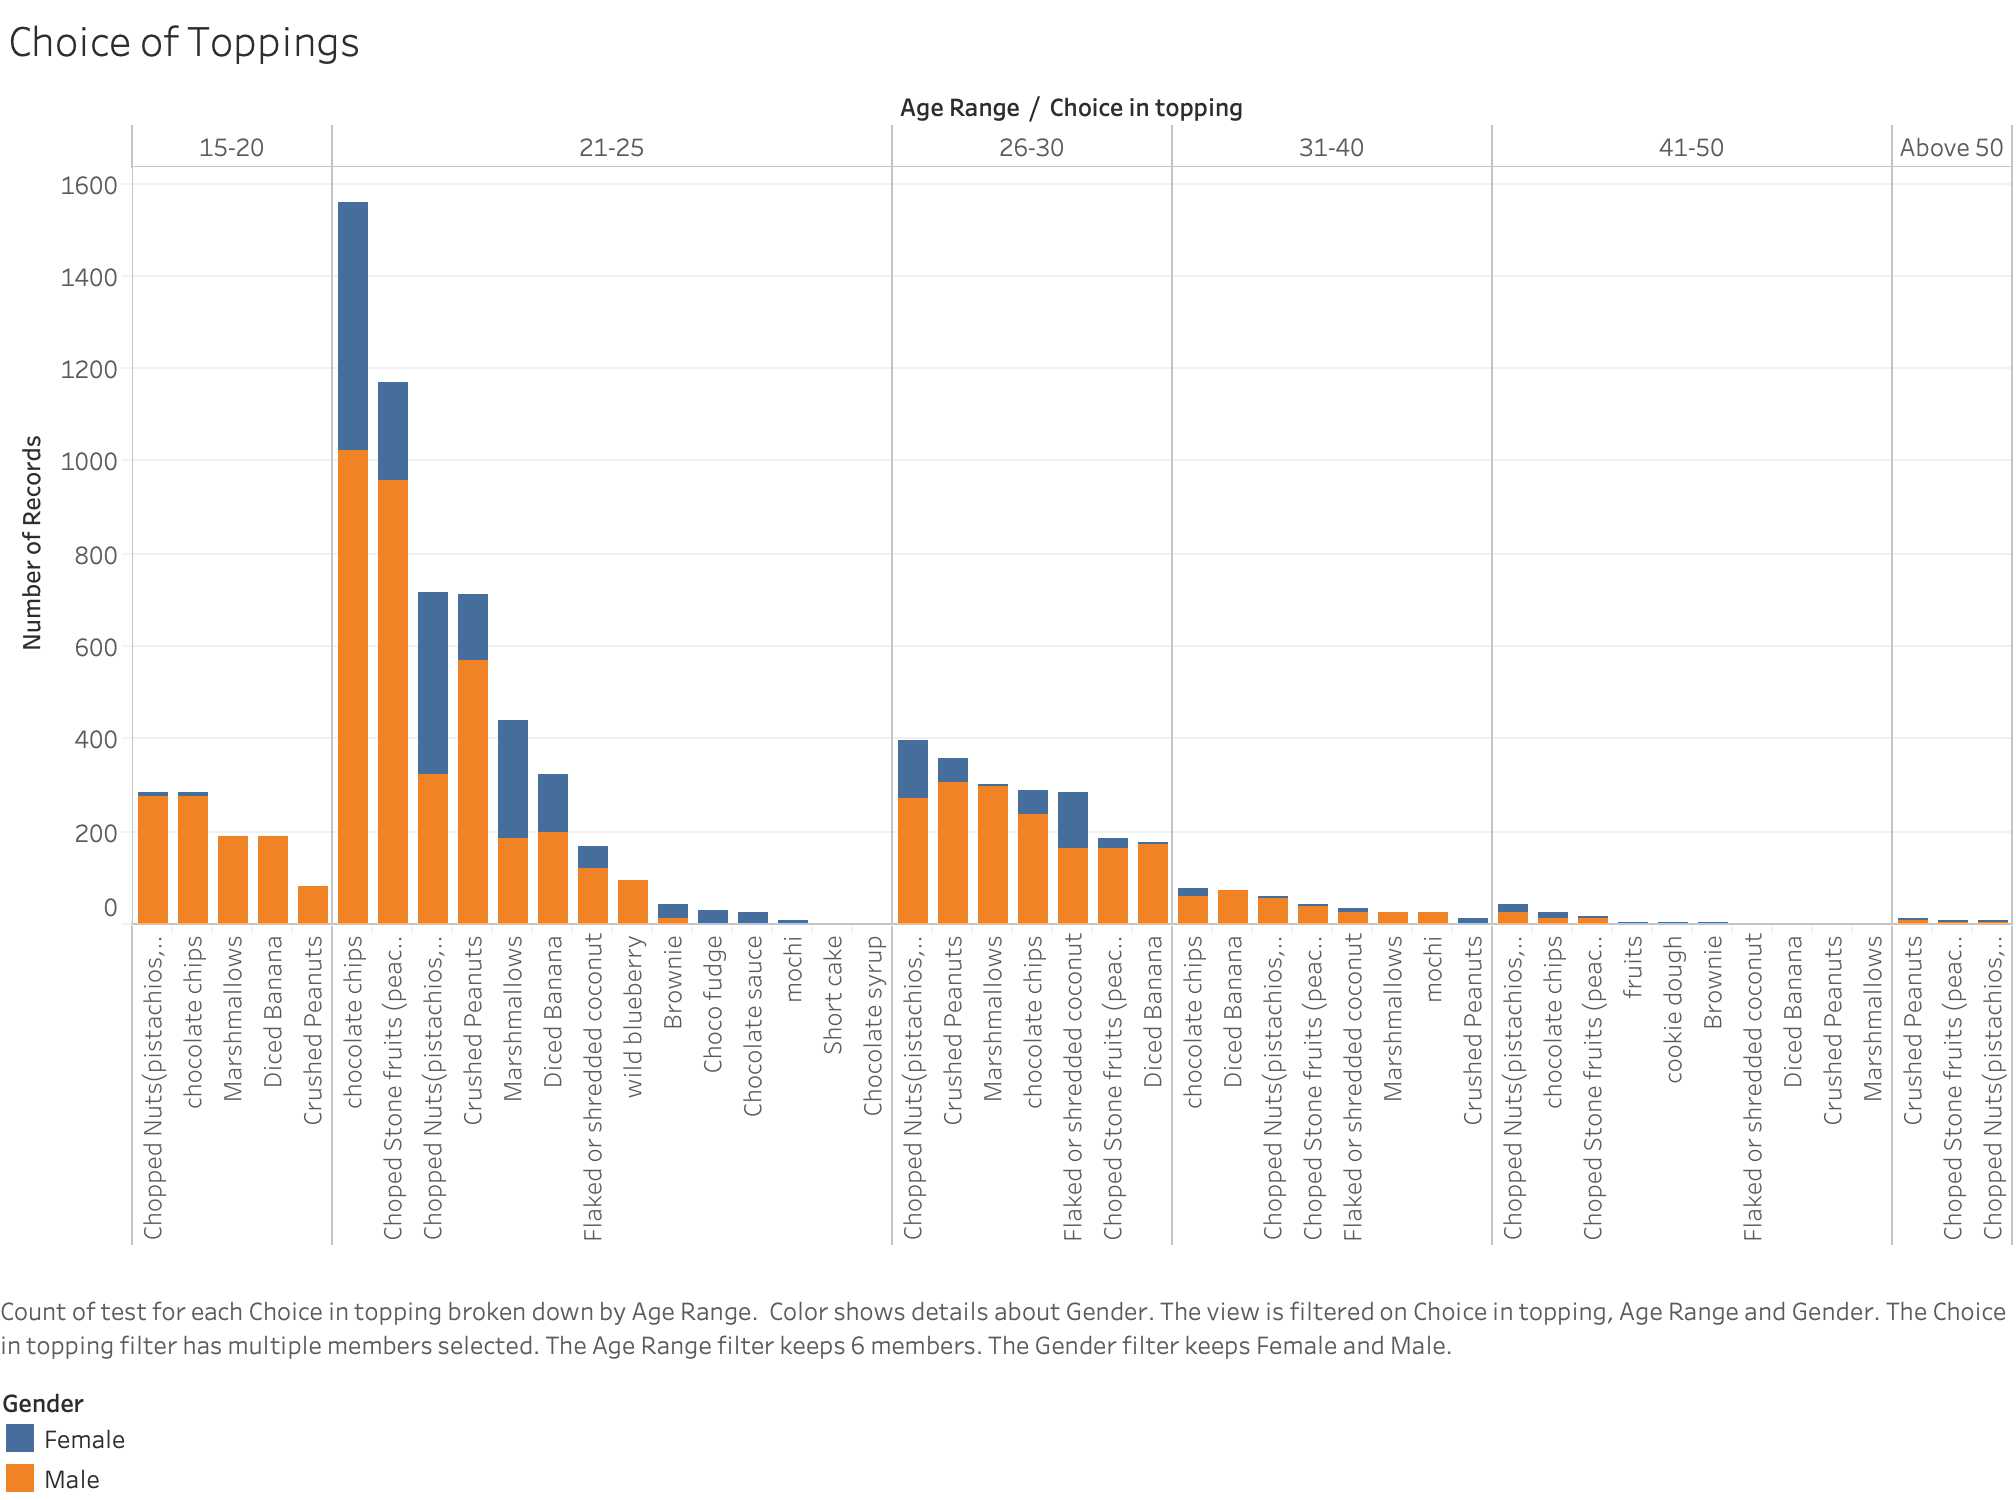 Choice of Toppings
Age Range / Choice in topping
15-20
21-25
26-30
31-40
41-50
Above 50
Number of Records
1600
1400
1200
1000
800
600
400
200
0
Chopped Nuts(pistachios,..
chocolate chips
Marshmallows
Diced Banana
Crushed Peanuts
chocolate chips
Choped Stone fruits (peac..
Chopped Nuts(pistachios,..
Crushed Peanuts
Marshmallows
Diced Banana
Flaked or shredded coconut
wild blueberry
Brownie
Choco fudge
Chocolate sauce
mochi
Short cake
Chocolate syrup
Chopped Nuts(pistachios,..
Crushed Peanuts
Marshmallows
chocolate chips
Flaked or shredded coconut
Choped Stone fruits (peac..
Diced Banana
chocolate chips
Diced Banana
Chopped Nuts(pistachios,..
Choped Stone fruits (peac..
Flaked or shredded coconut
Marshmallows
mochi
Crushed Peanuts
Chopped Nuts(pistachios,..
chocolate chips
Choped Stone fruits (peac..
fruits
cookie dough
Brownie
Flaked or shredded coconut
Diced Banana
Crushed Peanuts
Marshmallows
Crushed Peanuts
Choped Stone fruits (peac..
Chopped Nuts(pistachios,..
Count of test for each Choice in topping broken down by Age Range.  Color shows details about Gender. The view is filtered on Choice in topping, Age Range and Gender. The Choice
in topping filter has multiple members selected. The Age Range filter keeps 6 members. The Gender filter keeps Female and Male.
Gender
Female
Male